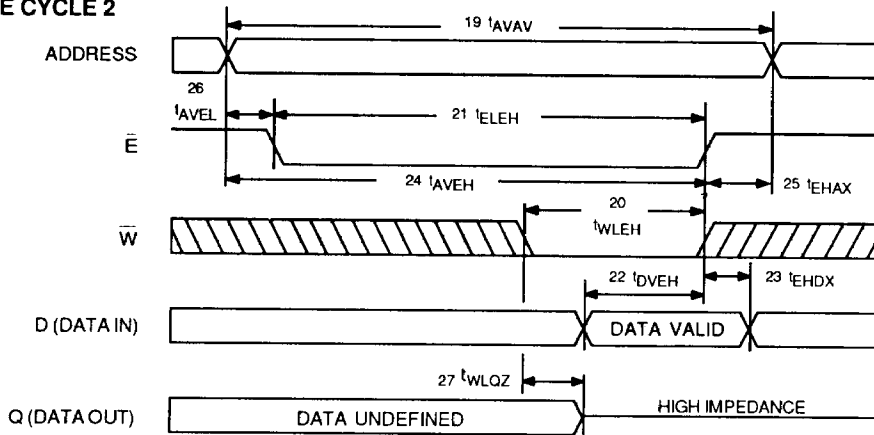 E CYCLE 2
19 tAVAV
ADDRESS
26
tAVEL
21 tELEH
E̅
24 tAVEH
25 tEHAX
20
W̅
tWLEH
22 tDVEH
23 tEHDX
D (DATA IN)
DATA VALID
27 tWLQZ
Q (DATA OUT)
DATA UNDEFINED
HIGH IMPEDANCE